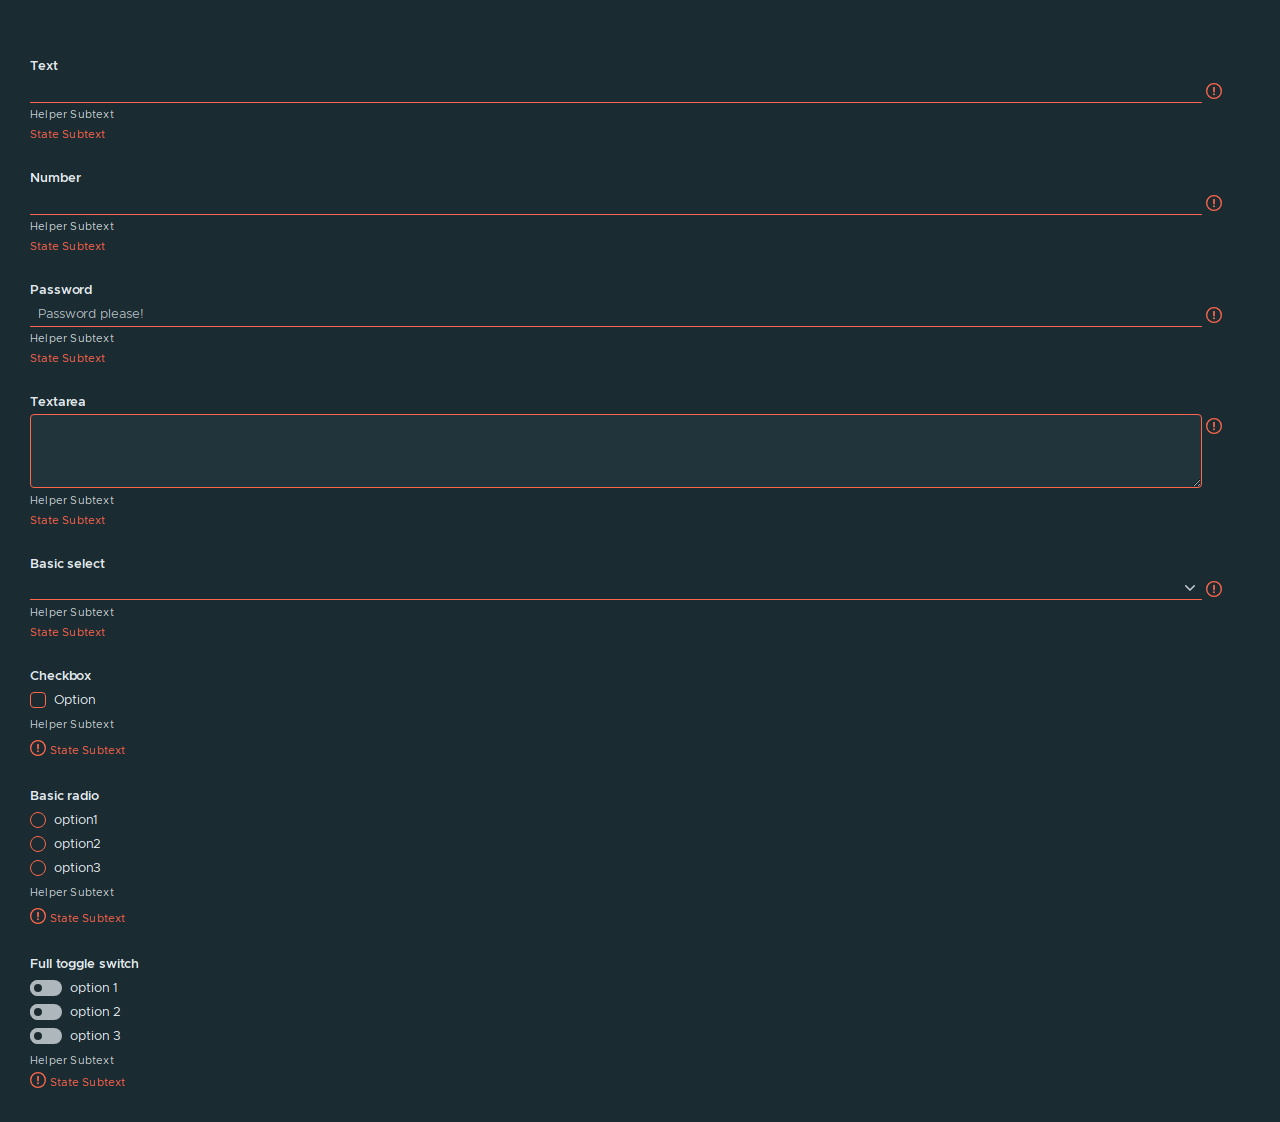 Text
Helper Subtext
State Subtext
Number
Helper Subtext
State Subtext
Password
Password please!
Helper Subtext
State Subtext
Textarea
Helper Subtext
State Subtext
Basic select
Helper Subtext
State Subtext
Checkbox
Option
Helper Subtext
State Subtext
Basic radio
option1
option2
option3
Helper Subtext
State Subtext
Full toggle switch
option 1
option 2
option 3
Helper Subtext
State Subtext